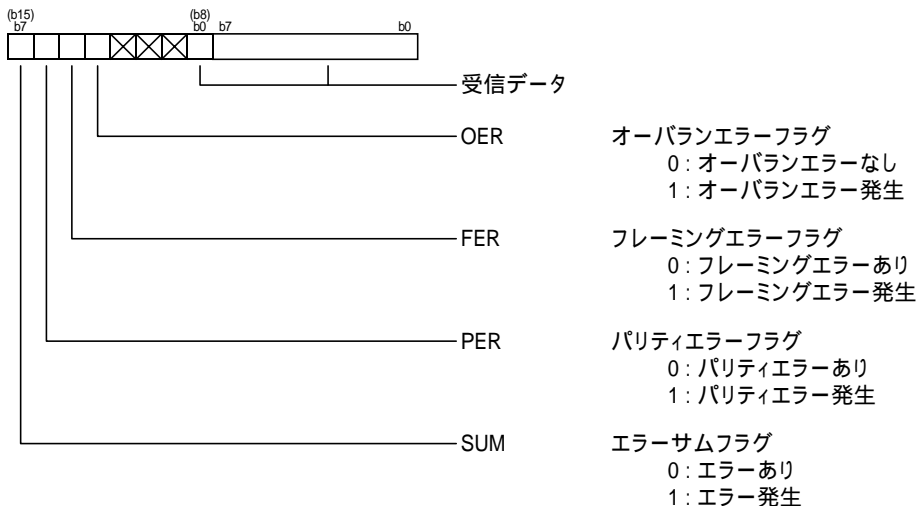 (b15) (b8)
b7 b0 b7 b0
受信データ
OER オーバランエラーフラグ
0 : オーバランエラーなし
1 : オーバランエラー発生
FER フレーミングエラーフラグ
0 : フレーミングエラーあり
1 : フレーミングエラー発生
PER パリティエラーフラグ
0 : パリティエラーあり
1 : パリティエラー発生
SUM エラーサムフラグ
0 : エラーあり
1 : エラー発生